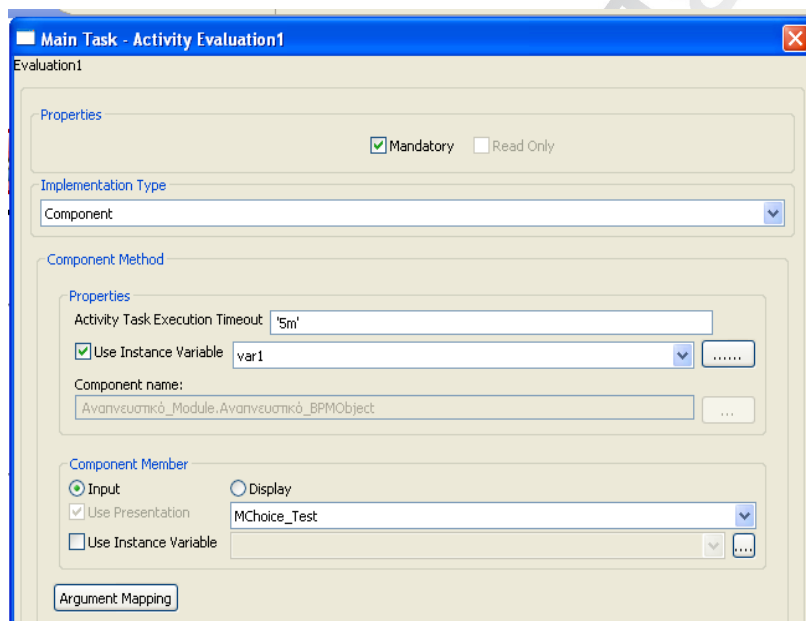 Main Task - Activity Evaluation1
Evaluation1
Properties
Mandatory Read Only
Implementation Type
Component
Component Method
Properties
Activity Task Execution Timeout '5m'
Use Instance Variable var1 ......
Component name:
Αναπνευστικό_Module.Αναπνευστικό_BPMObject ...
Component Member
Input Display
Use Presentation MChoice_Test
Use Instance Variable ....
Argument Mapping